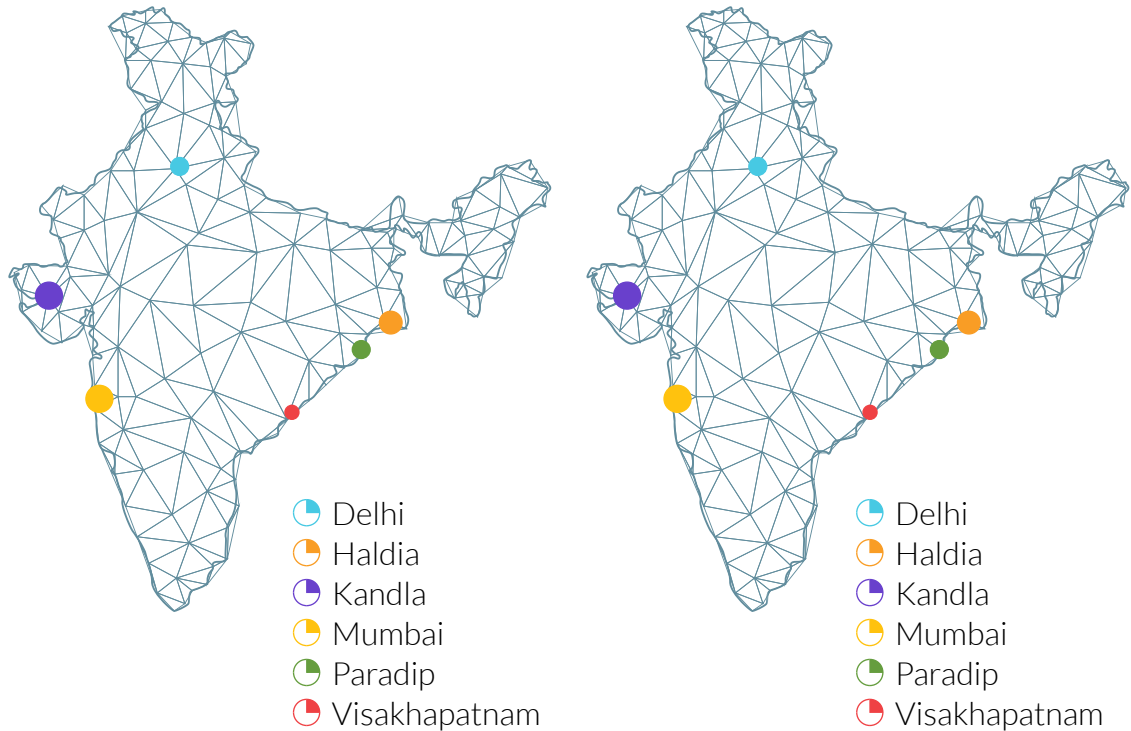 Delhi
Haldia
Kandla
Mumbai
Paradip
Visakhapatnam
Delhi
Haldia
Kandla
Mumbai
Paradip
Visakhapatnam